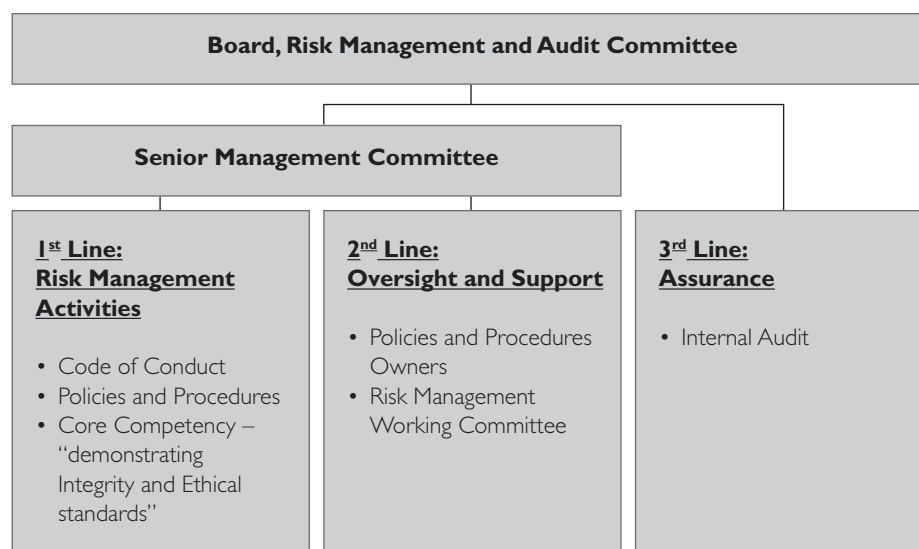 Board, Risk Management and Audit Committee
Senior Management Committee
1st Line:
Risk Management
Activities
• Code of Conduct
• Policies and Procedures
• Core Competency –
“demonstrating
Integrity and Ethical
standards”
2nd Line:
Oversight and Support
• Policies and Procedures
Owners
• Risk Management
Working Committee
3rd Line:
Assurance
• Internal Audit